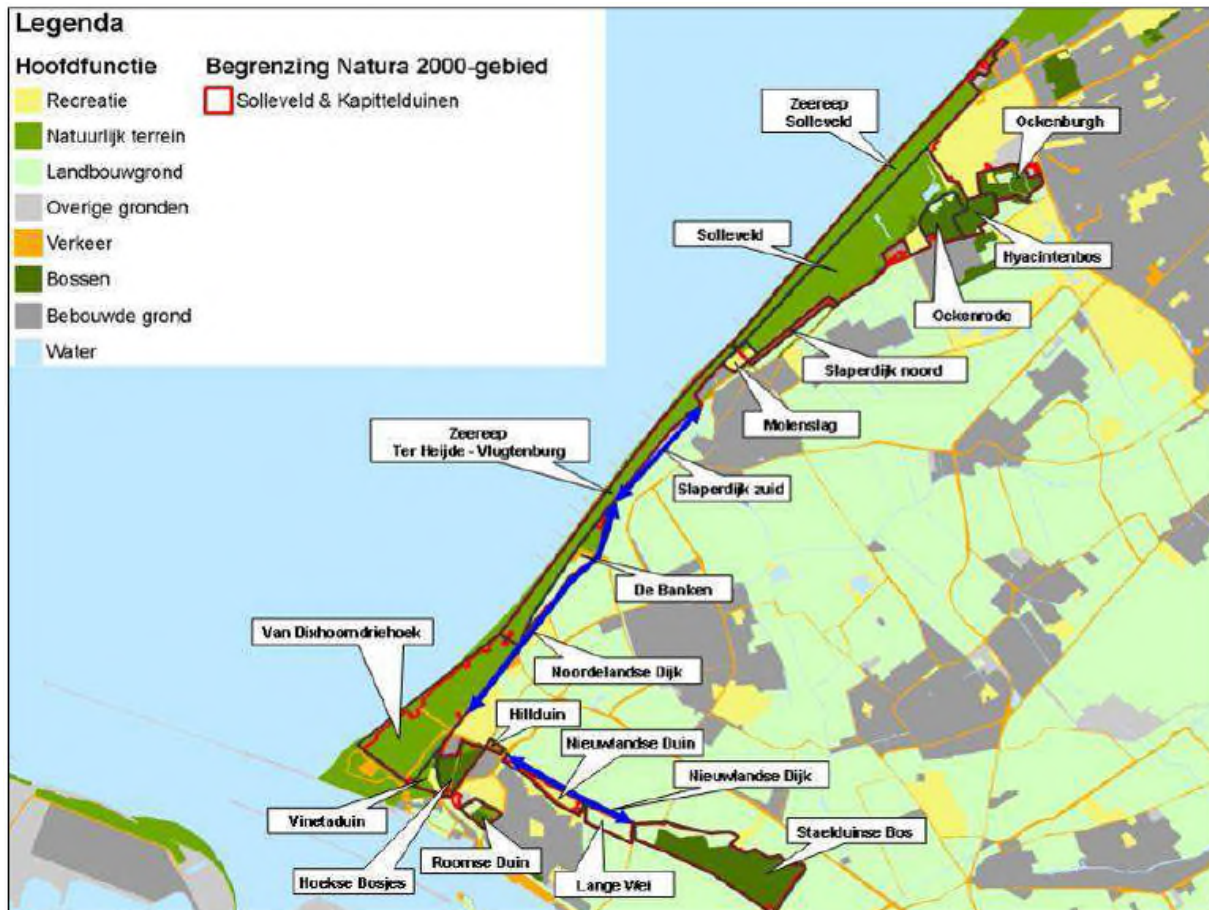 Legenda
Hoofdfunctie
Recreatie
Natuurlijk terrein
Landbouwgrond
Overige gronden
Verkeer
Bossen
Bebouwde grond
Water
Begrenzing Natura 2000-gebied
Solleveld & Kapittelduinen
Zeereep
Solleveld
Ockenburgh
Solleveld
Hyacintenbos
Ockenrode
Slaperdijk noord
Molenslag
Zeereep
Ter Heijde - Vlugtenburg
Slaperdijk zuid
De Banken
Van Dixhoorndriehoek
Noordelandse Dijk
Hillduin
Nieuwlandse Duin
Nieuwlandse Dijk
Vinetaduin
Staelduinse Bos
Roomse Duin
Lange Wei
Hoekse Bosjes